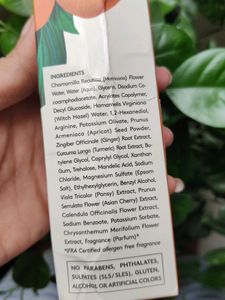 INGREDIENTS
Chamomilla Recutita (Matricaria) Flower
Water, Water (Aqua), Glycerin, Disodium Co-
coamphodiacetate, Acrylates Copolymer,
Decyl Glucoside, Hamamelis Virginiana
(Witch Hazel) Water, 1,2-Hexanediol,
Arginine, Potassium Olivate, Prunus
Armeniaca (Apricot) Seed Powder,
Zingiber Officinale (Ginger) Root Extract,
Curcuma Longa (Turmeric) Root Extract, Bu-
tylene Glycol, Caprylyl Glycol, Xanthan
Gum, Trehalose, Mandelic Acid, Sodium
Chloride, Magnesium Sulfate (Epsom
Salt), Ethylhexylglycerin, Benzyl Alcohol,
Viola Tricolor (Pansy) Extract, Prunus
Serrulata Flower (Asian Cherry) Extract,
Calendula Officinalis Flower Extract,
Sodium Benzoate, Potassium Sorbate,
Chrysanthemum Morifolium Flower
Extract, Fragrance (Parfum)*
*IFRA Certified allergen free fragrance
NO PARABENS, PHTHALATES,
SULFATES (SLS/SLES), GLUTEN,
ALCOHOL OR ARTIFICIAL COLORS